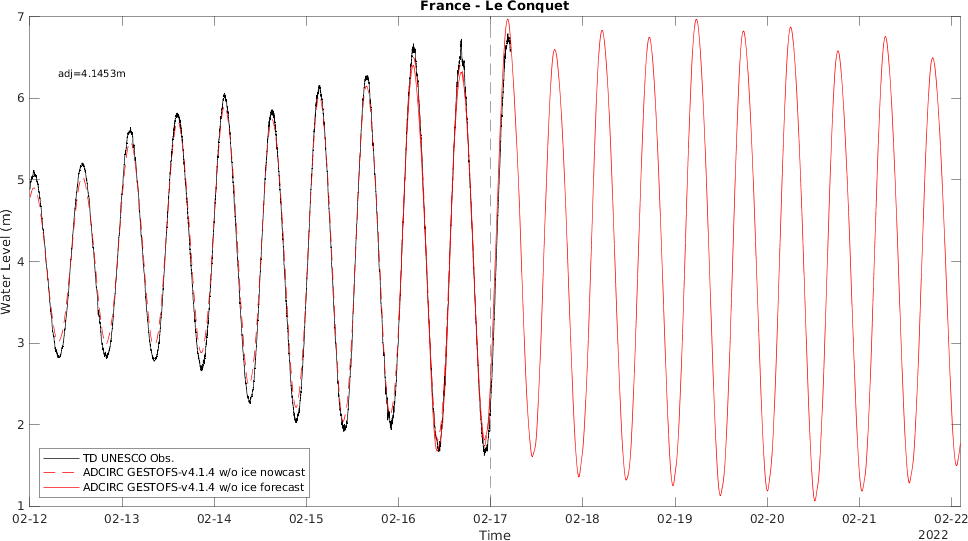 France - Le Conquet
adj=4.1453m
7
6
5
4
3
2
1
Water Level (m)
TD UNESCO Obs.
ADCIRC GESTOFS-v4.1.4 w/o ice nowcast
ADCIRC GESTOFS-v4.1.4 w/o ice forecast
02-12 02-13 02-14 02-15 02-16 02-17 02-18 02-19 02-20 02-21 02-22
Time
2022